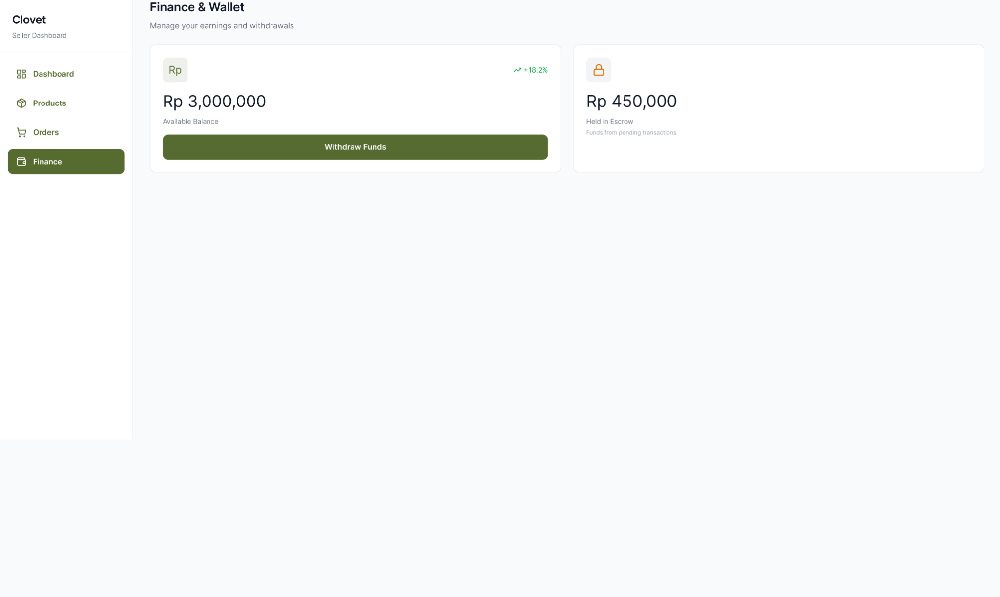 Clovet
Seller Dashboard
Dashboard
Products
Orders
Finance
Finance & Wallet
Manage your earnings and withdrawals
Rp
+18.2%
Rp 3,000,000
Available Balance
Withdraw Funds
Rp 450,000
Held in Escrow
Funds from pending transactions